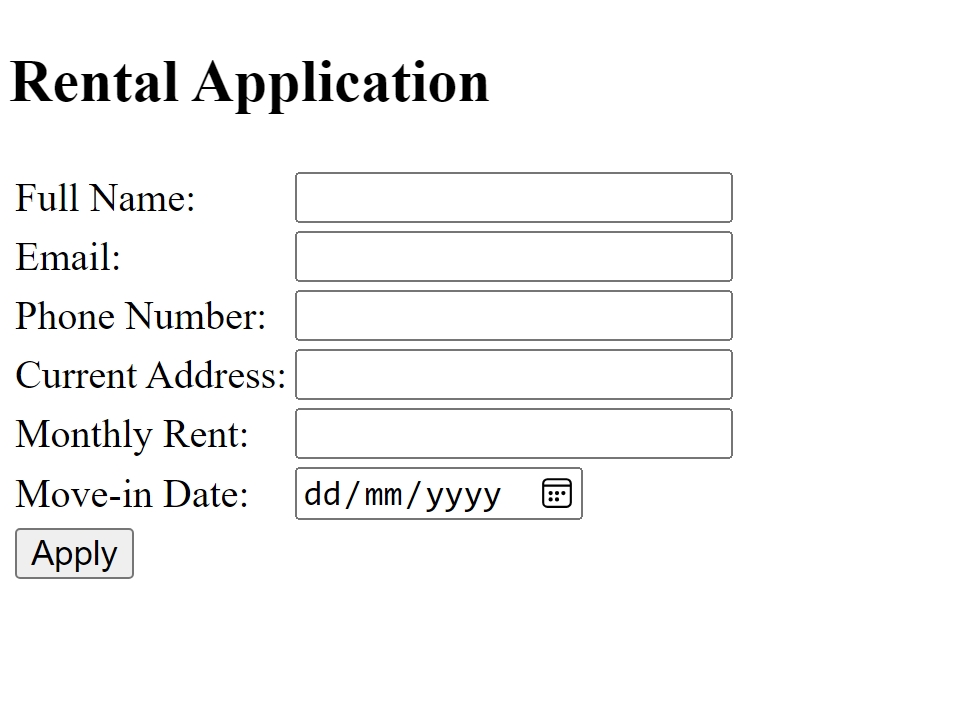 Rental Application
Full Name:
Email:
Phone Number:
Current Address:
Monthly Rent:
Move-in Date: dd/mm/yyyy
Apply